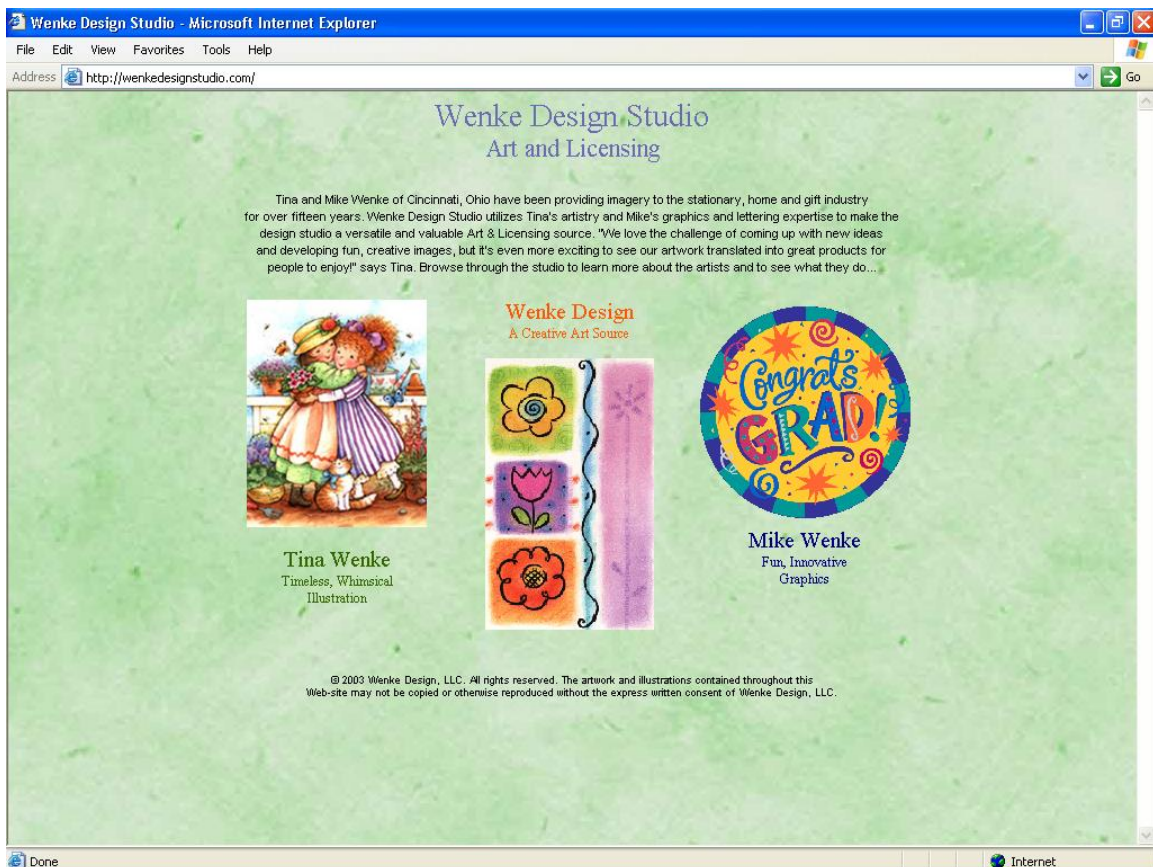 Wenke Design Studio - Microsoft Internet Explorer
File Edit View Favorites Tools Help
Address http://wenkedesignstudio.com/ Go
Wenke Design Studio
Art and Licensing
Tina and Mike Wenke of Cincinnati, Ohio have been providing imagery to the stationary, home and gift industry
for over fifteen years. Wenke Design Studio utilizes Tina's artistry and Mike's graphics and lettering expertise to make the
design studio a versatile and valuable Art & Licensing source. "We love the challenge of coming up with new ideas
and developing fun, creative images, but it's even more exciting to see our artwork translated into great products for
people to enjoy!" says Tina. Browse through the studio to learn more about the artists and to see what they do...
Wenke Design
A Creative Art Source
Congrats
GRAD!
Tina Wenke
Timeless, Whimsical
Illustration
Mike Wenke
Fun, Innovative
Graphics
© 2003 Wenke Design, LLC. All rights reserved. The artwork and illustrations contained throughout this
Web-site may not be copied or otherwise reproduced without the express written consent of Wenke Design, LLC.
Done Internet